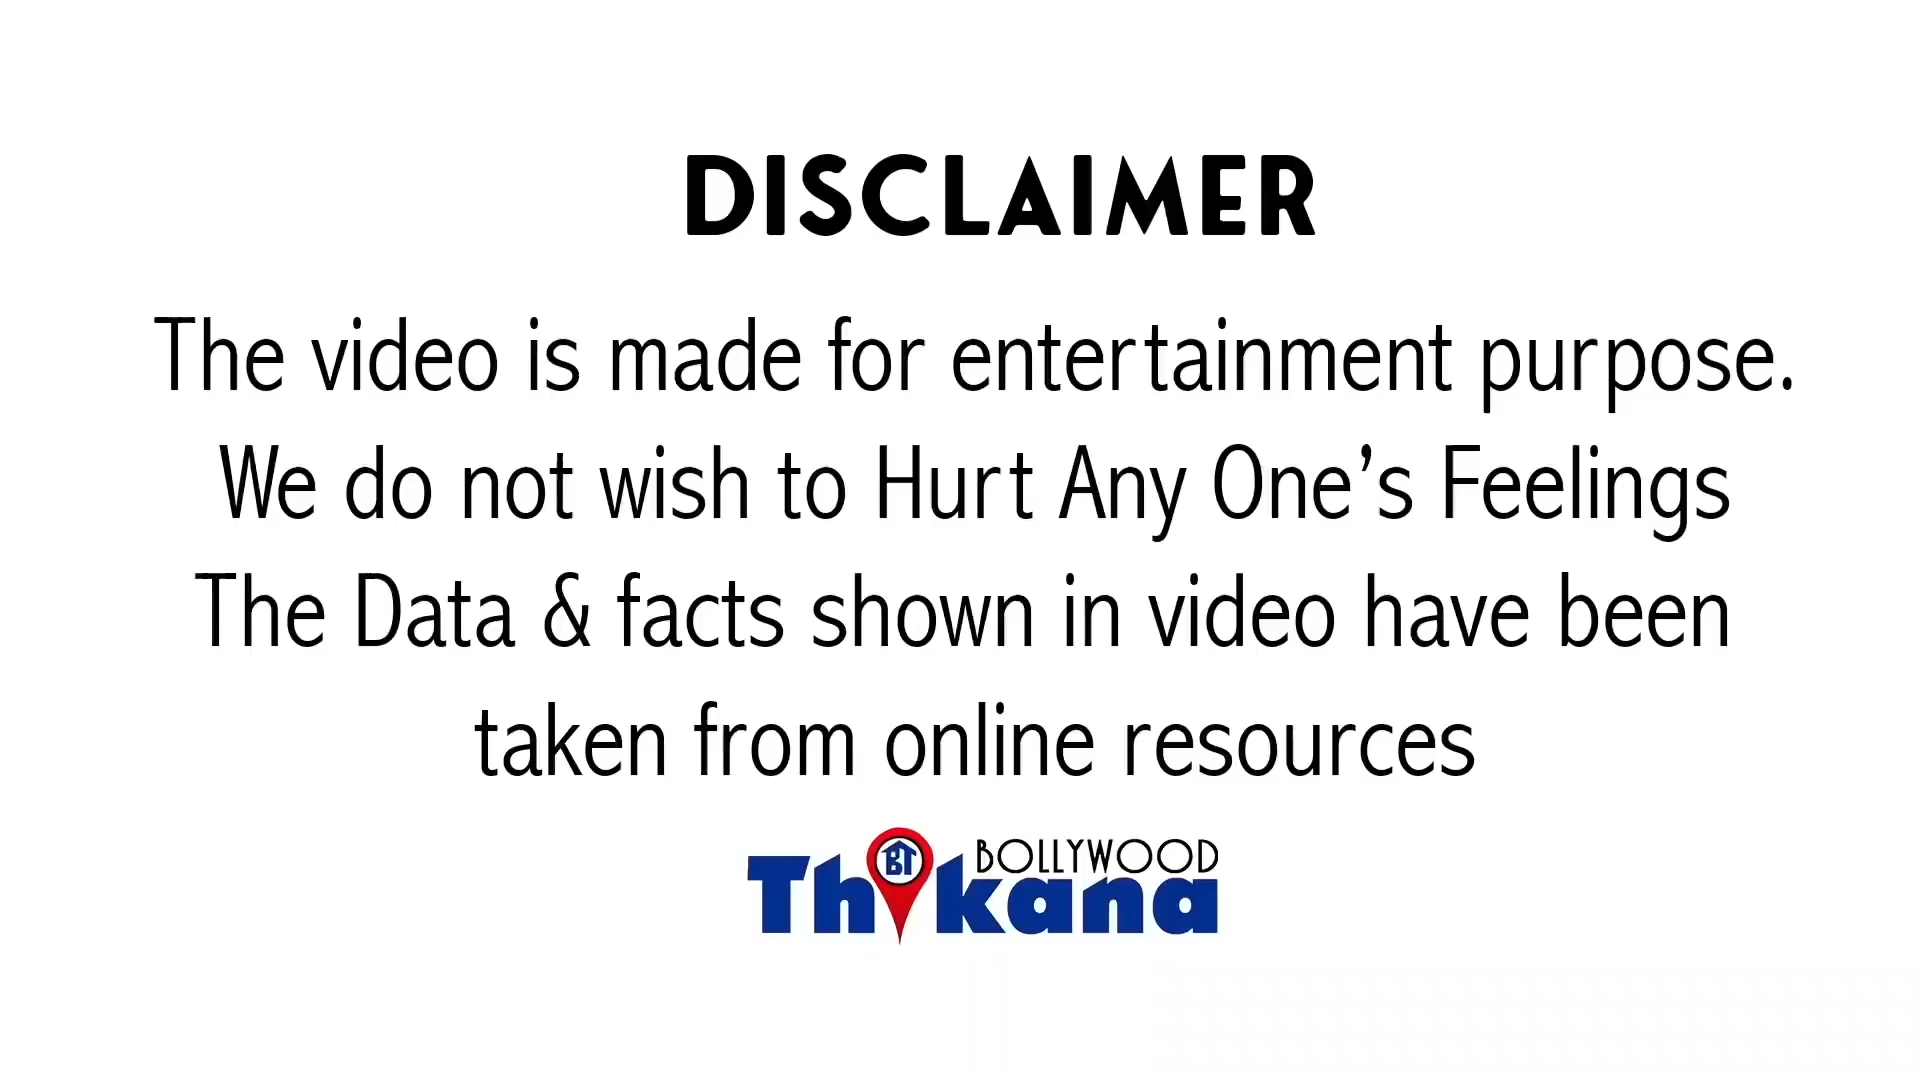 DISCLAIMER
The video is made for entertainment purpose.
We do not wish to Hurt Any One’s Feelings
The Data & facts shown in video have been
taken from online resources
BT BOLLYWOOD
Thikana